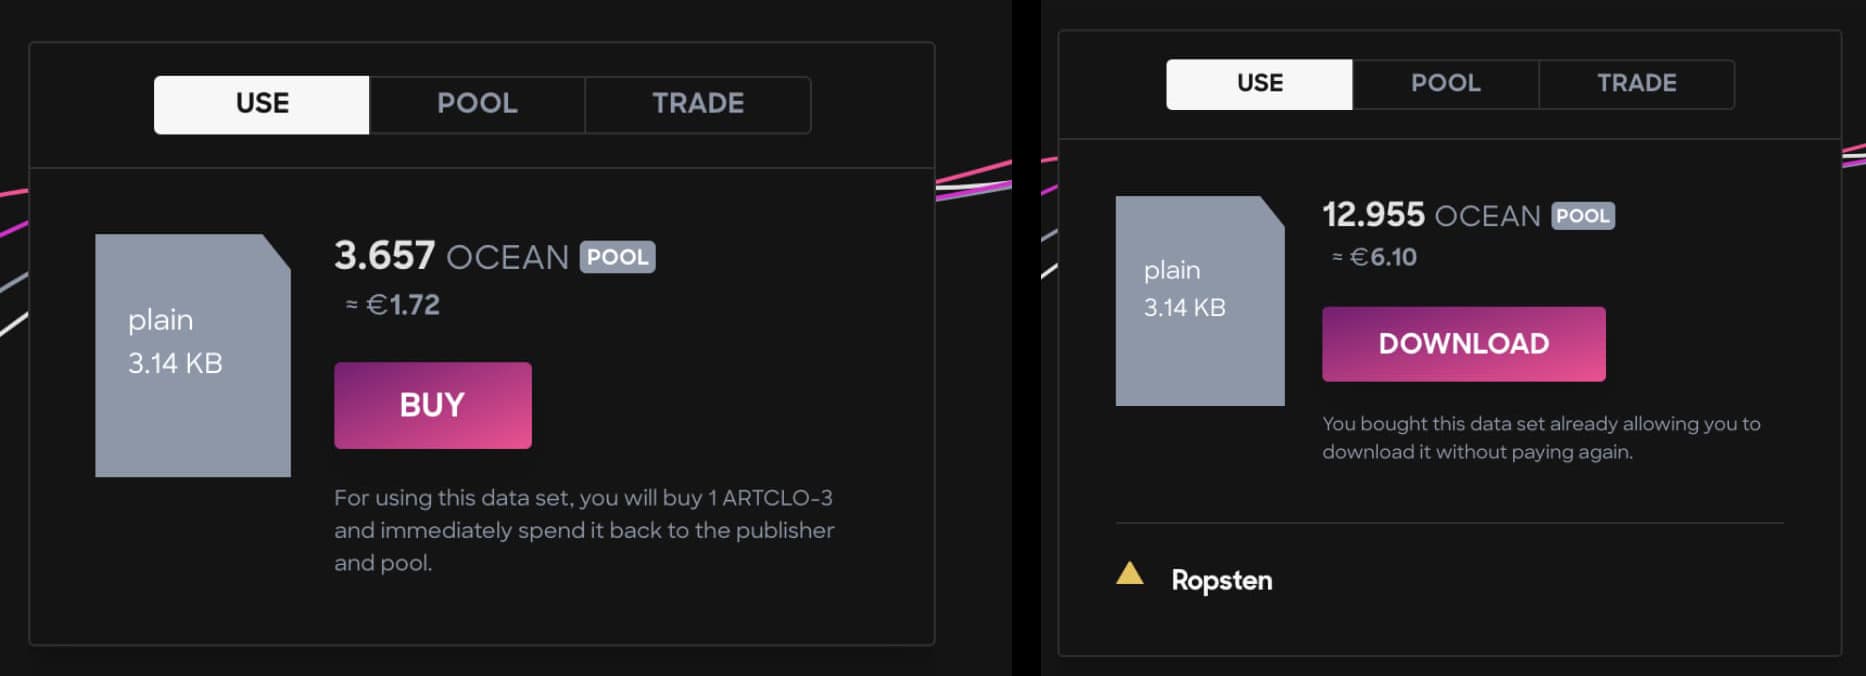 USE POOL TRADE
plain
3.14 KB
3.657 OCEAN POOL
≈ €1.72
BUY
For using this data set, you will buy 1 ARTCLO-3
and immediately spend it back to the publisher
and pool.
USE POOL TRADE
plain
3.14 KB
12.955 OCEAN POOL
≈ €6.10
DOWNLOAD
You bought this data set already allowing you to
download it without paying again.
Ropsten